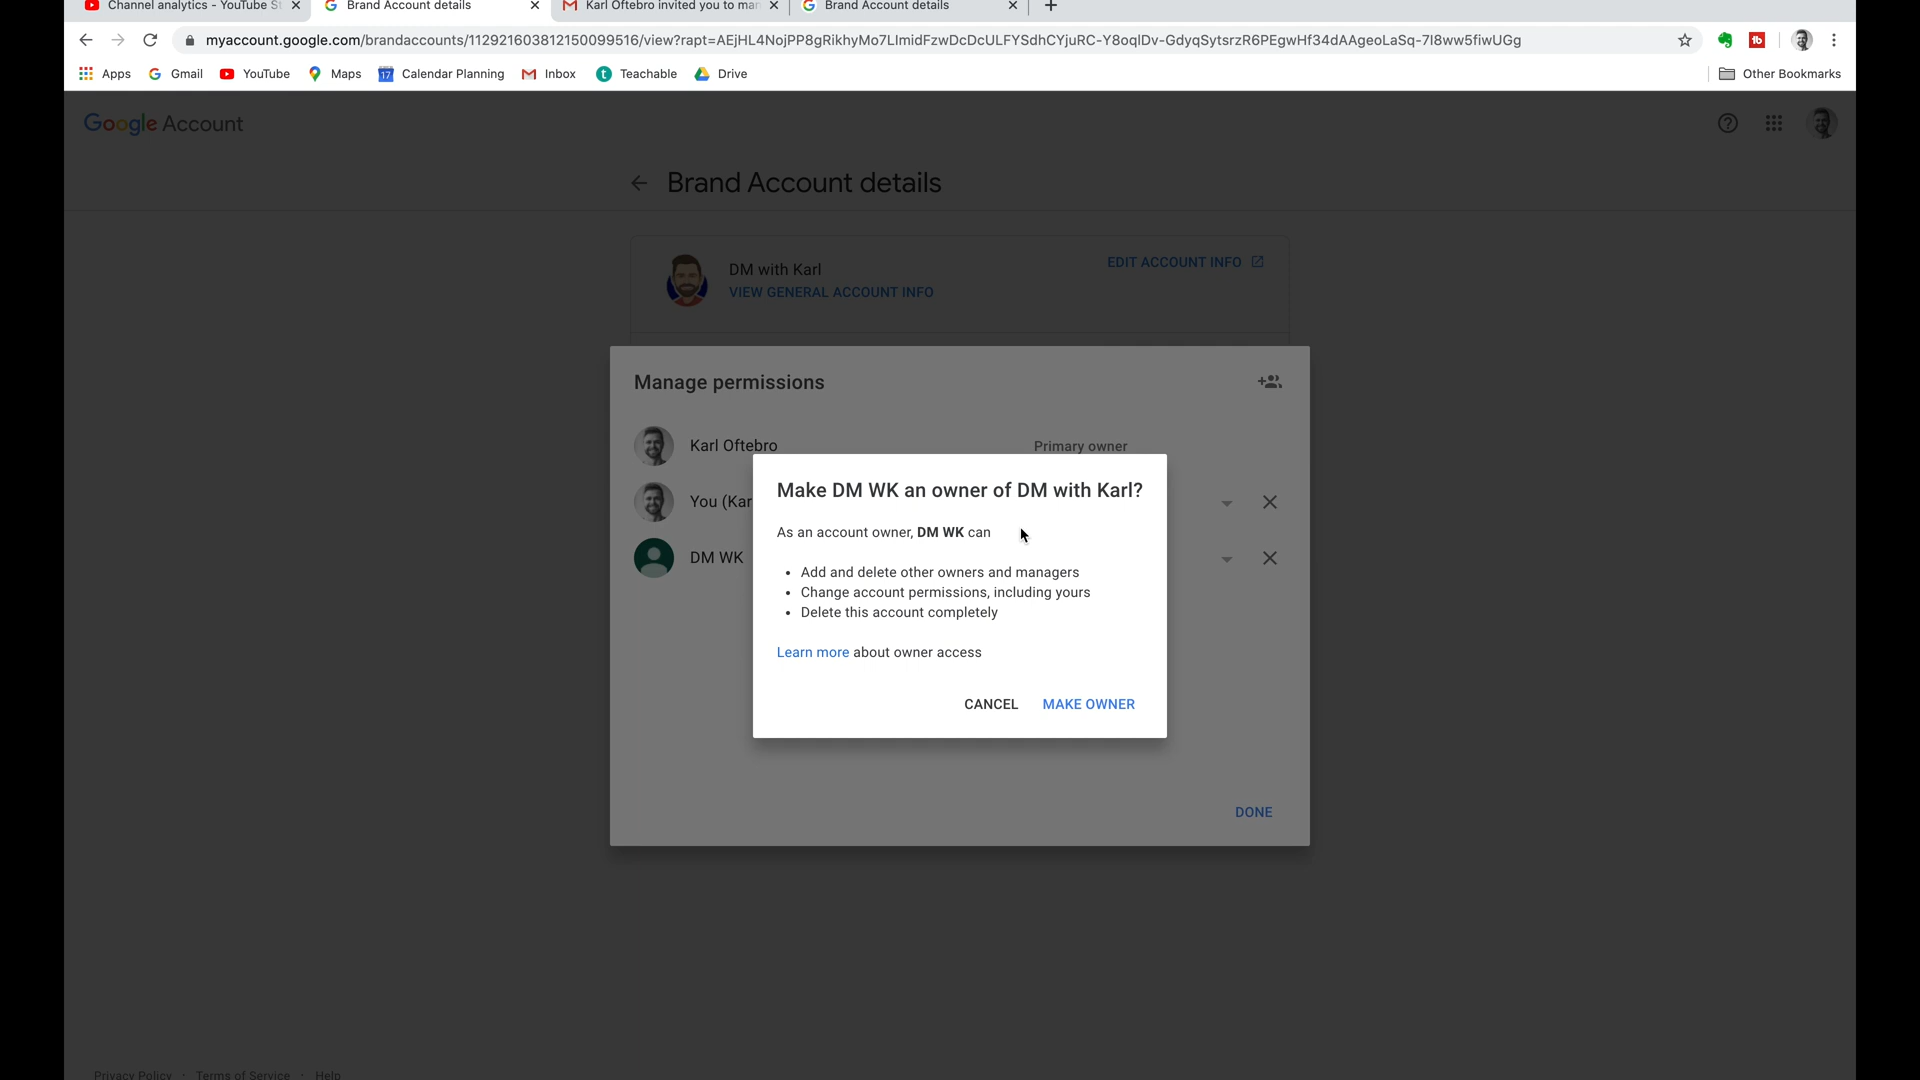 Channel analytics - YouTube St
Brand Account details
Karl Oftebro invited you to man
Brand Account details
myaccount.google.com/brandaccounts/112921603812150099516/view?rapt=AEjHL4NojPP8gRikhyMo7LlmidFzwDcDcULFYSdhCYjuRC-Y8oqlDv-GdyqSytsrzR6PEgwHf34dAAgeoLaSq-7I8ww5fiwUGg
Apps Gmail YouTube Maps Calendar Planning Inbox Teachable Drive Other Bookmarks
Google Account
Brand Account details
DM with Karl
EDIT ACCOUNT INFO
VIEW GENERAL ACCOUNT INFO
Manage permissions
Karl Oftebro Primary owner
You (Kar
DM WK
Make DM WK an owner of DM with Karl?
As an account owner, DM WK can
• Add and delete other owners and managers
• Change account permissions, including yours
• Delete this account completely
Learn more about owner access
CANCEL MAKE OWNER
DONE
Privacy Policy · Terms of Service · Help